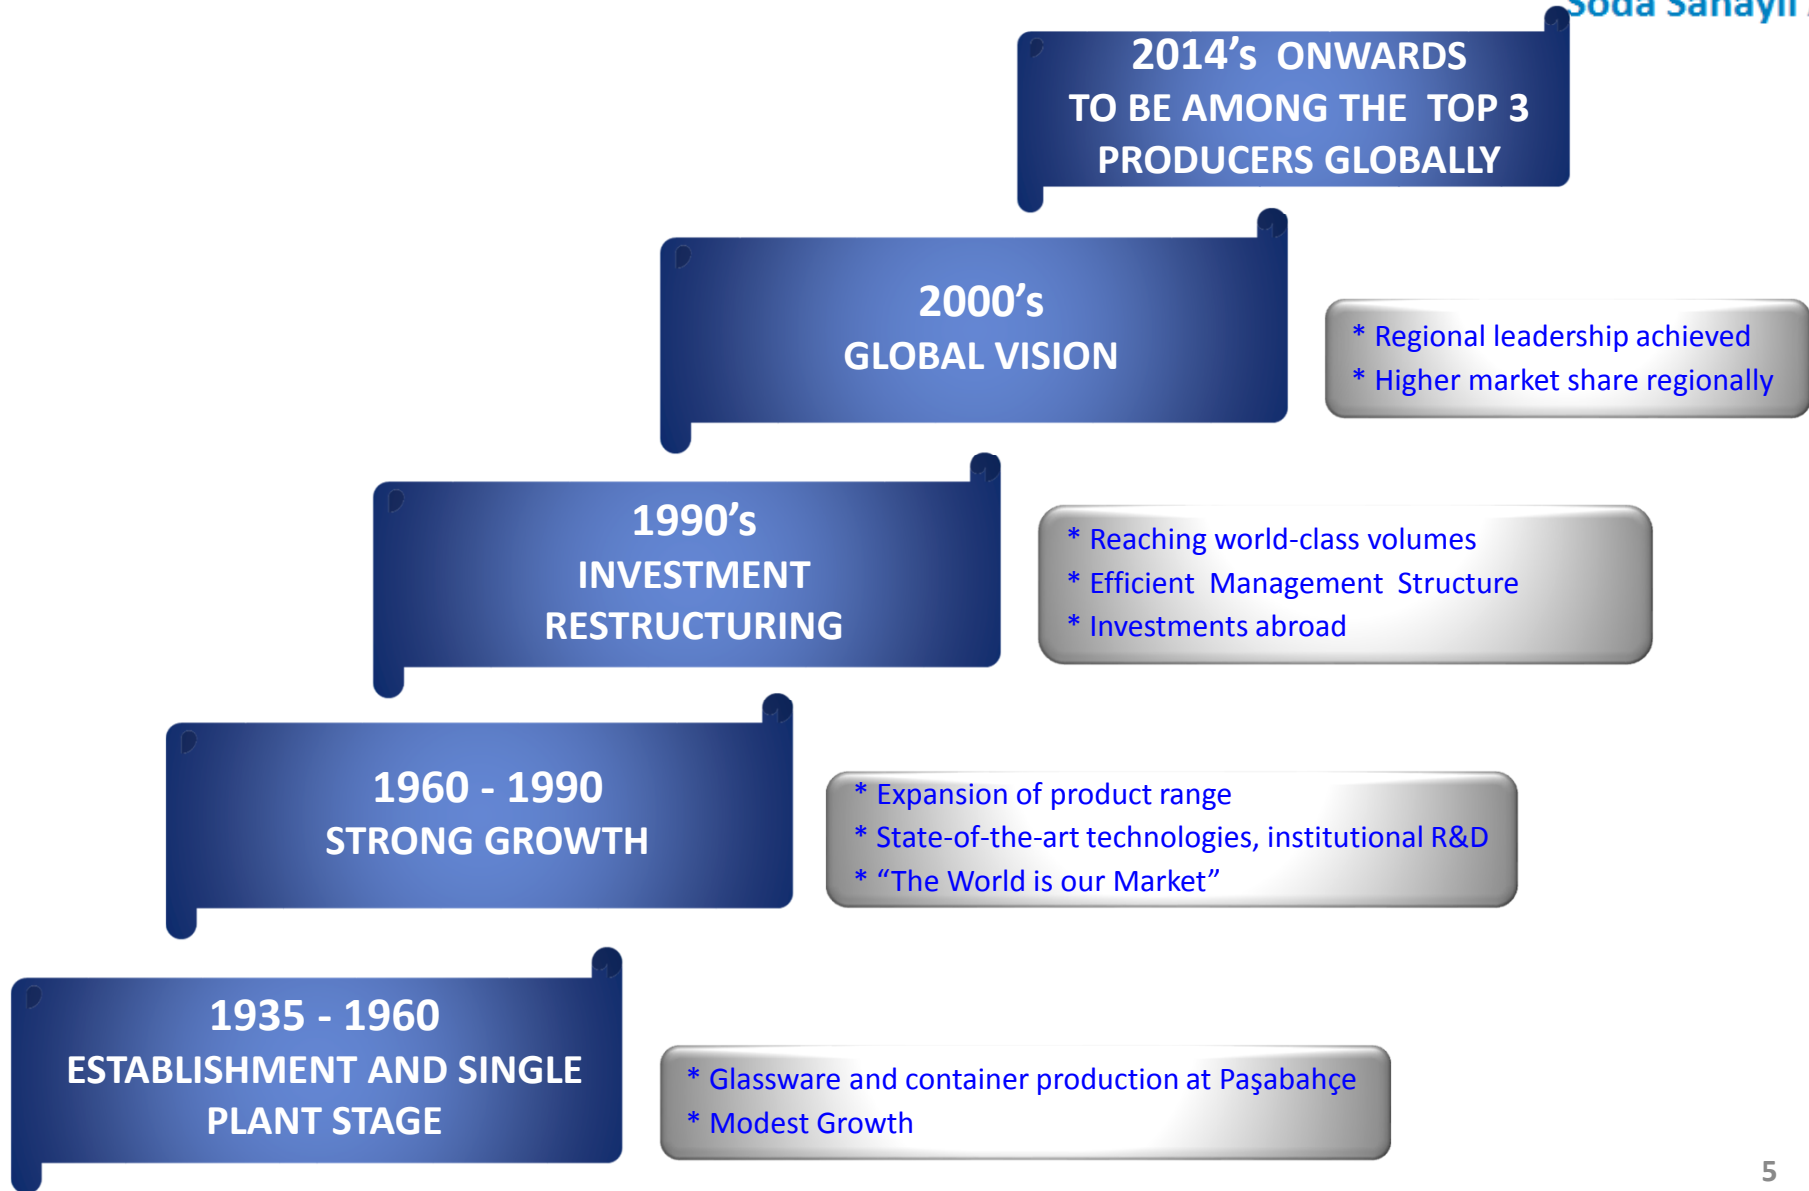 Soda Sanayii
2014’s ONWARDS
TO BE AMONG THE TOP 3
PRODUCERS GLOBALLY
2000’s
GLOBAL VISION
* Regional leadership achieved
* Higher market share regionally
1990’s
INVESTMENT
RESTRUCTURING
* Reaching world-class volumes
* Efficient Management Structure
* Investments abroad
1960 - 1990
STRONG GROWTH
* Expansion of product range
* State-of-the-art technologies, institutional R&D
* “The World is our Market”
1935 - 1960
ESTABLISHMENT AND SINGLE
PLANT STAGE
* Glassware and container production at Paşabahçe
* Modest Growth
5